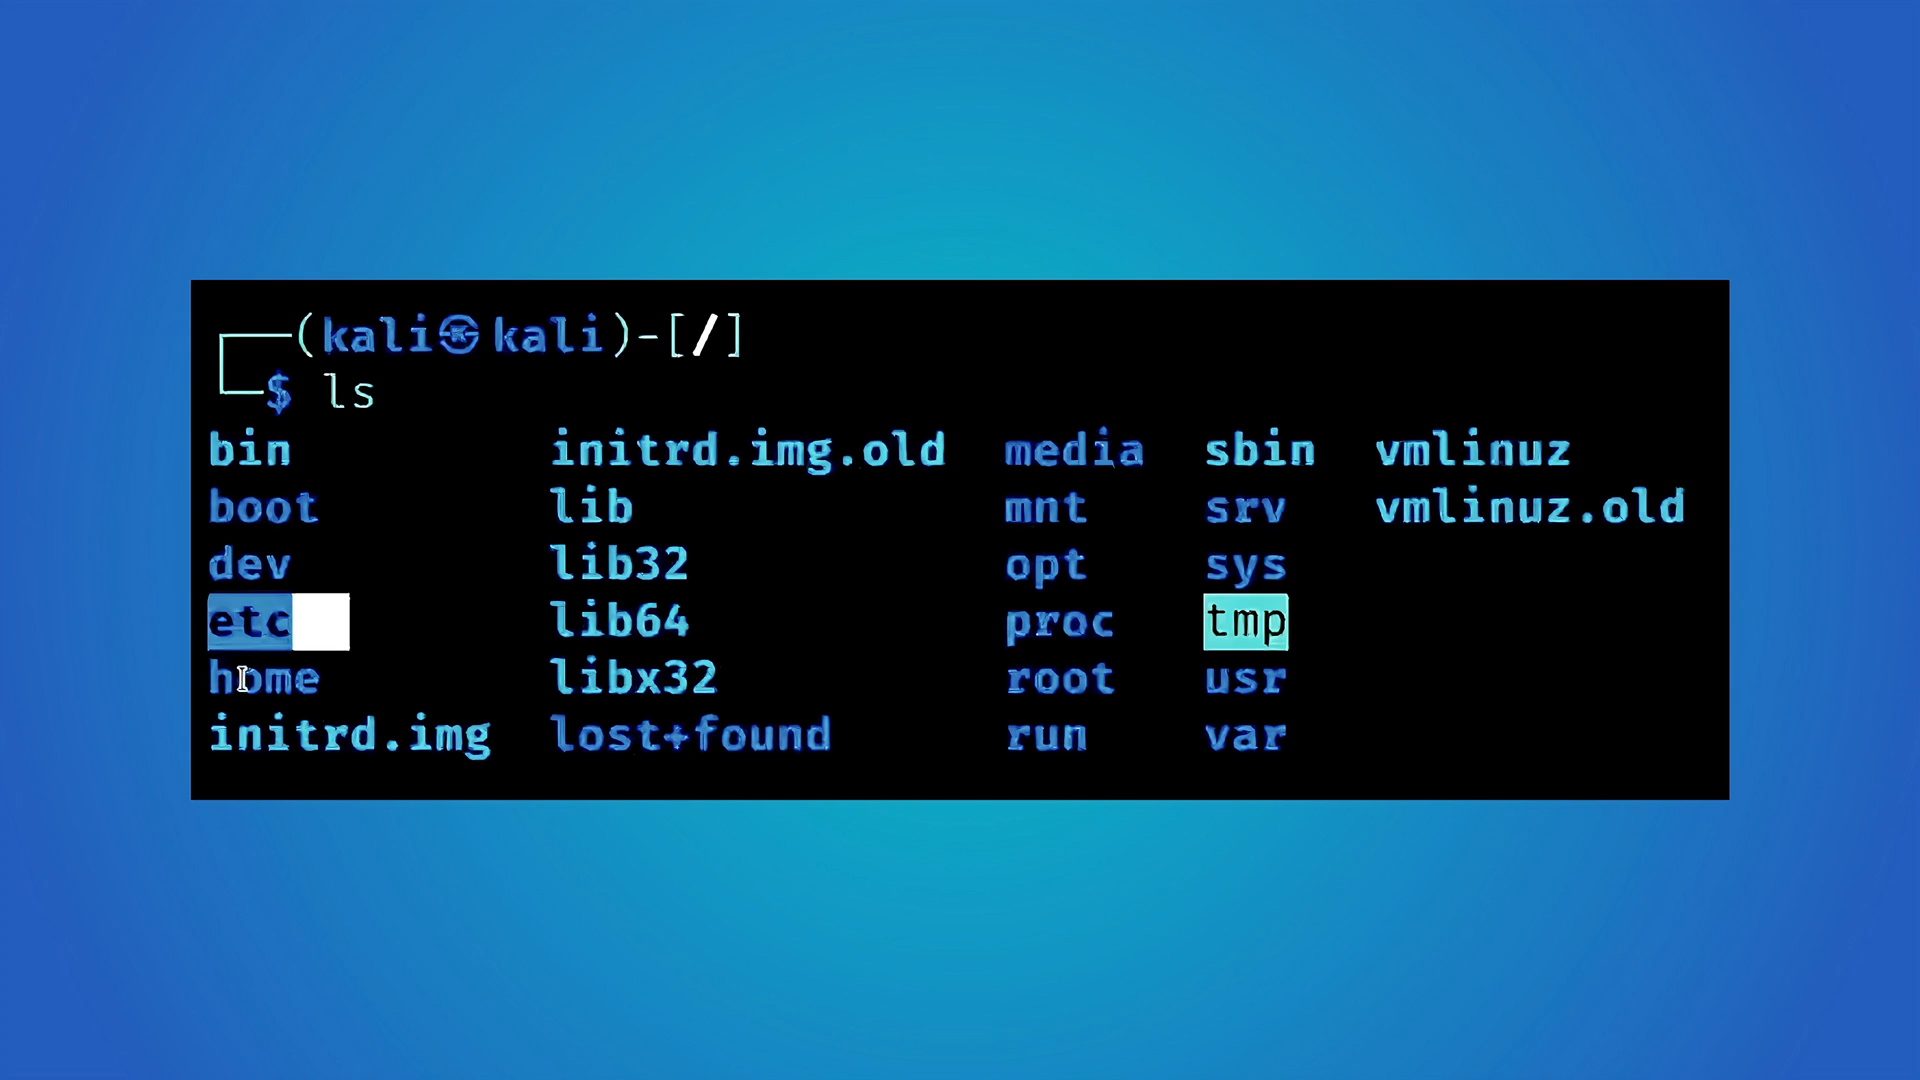 (kali㉿kali)-[/]
$ ls
bin initrd.img.old media sbin vmlinuz
boot lib mnt srv vmlinuz.old
dev lib32 opt sys
etc lib64 proc tmp
home libx32 root usr
initrd.img lost+found run var